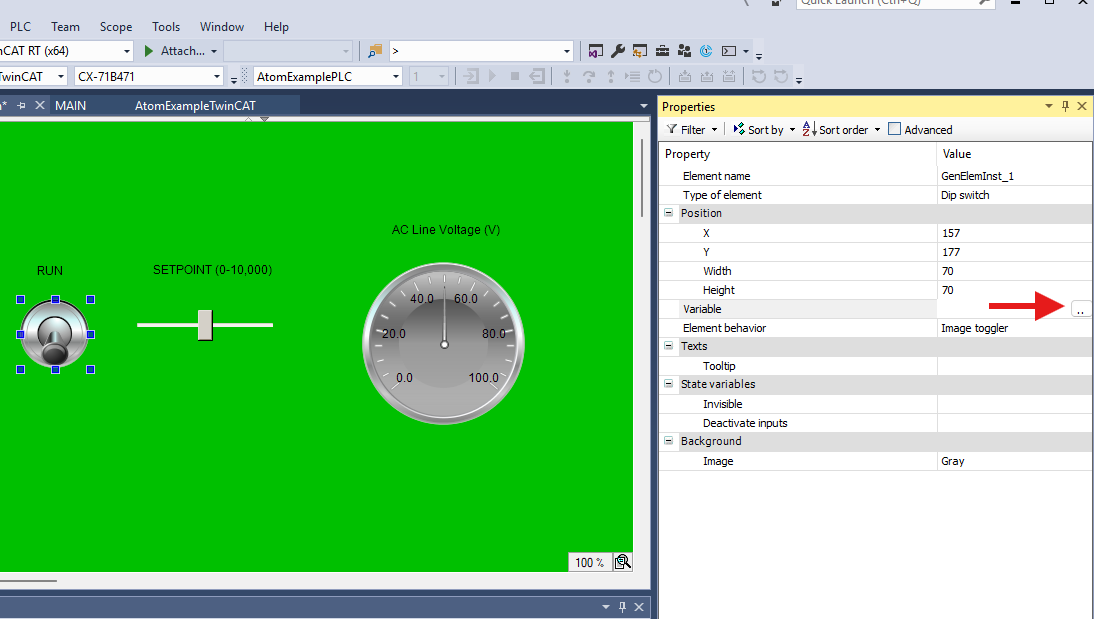 Quick Launch (Ctrl+Q)
PLC Team Scope Tools Window Help
nCAT RT (x64) Attach... >
TwinCAT CX-71B471 AtomExamplePLC 1
MAIN AtomExampleTwinCAT
Properties
Filter Sort by Sort order Advanced
Property Value
Element name GenElemInst_1
Type of element Dip switch
Position
X 157
Y 177
Width 70
Height 70
Variable ..
Element behavior Image toggler
Texts
Tooltip
State variables
Invisible
Deactivate inputs
Background
Image Gray
AC Line Voltage (V)
RUN
SETPOINT (0-10,000)
40.0 60.0
20.0 80.0
0.0 100.0
100 %